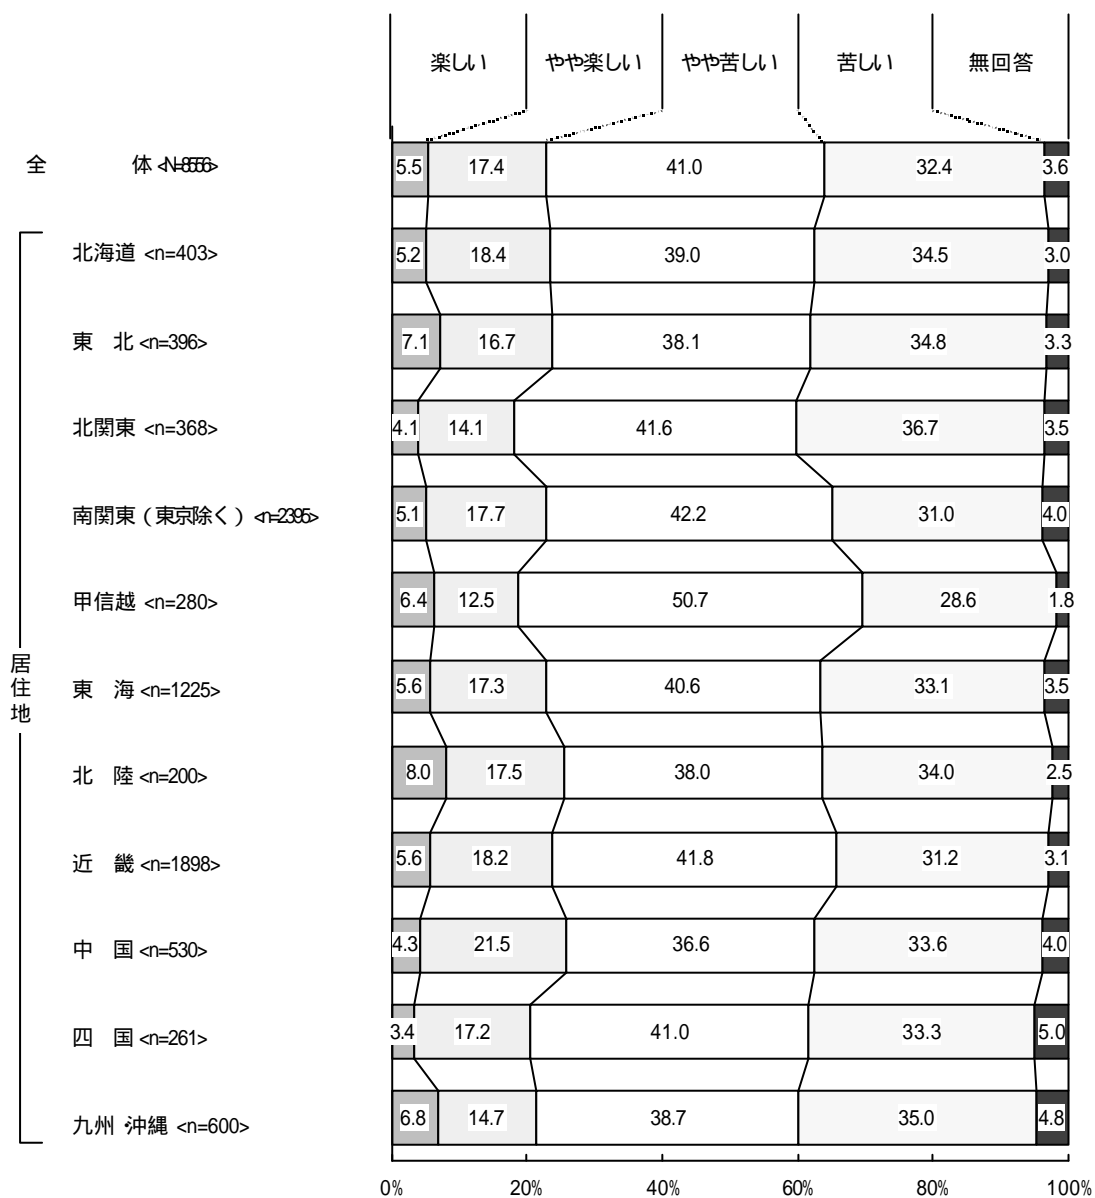 楽しい やや楽しい やや苦しい 苦しい 無回答
全 体 <N=8556> 5.5 17.4 41.0 32.4 3.6
北海道 <n=403> 5.2 18.4 39.0 34.5 3.0
東 北 <n=396> 7.1 16.7 38.1 34.8 3.3
北関東 <n=368> 4.1 14.1 41.6 36.7 3.5
南関東（東京除く） <n=2395> 5.1 17.7 42.2 31.0 4.0
甲信越 <n=280> 6.4 12.5 50.7 28.6 1.8
居住地
東 海 <n=1225> 5.6 17.3 40.6 33.1 3.5
北 陸 <n=200> 8.0 17.5 38.0 34.0 2.5
近 畿 <n=1898> 5.6 18.2 41.8 31.2 3.1
中 国 <n=530> 4.3 21.5 36.6 33.6 4.0
四 国 <n=261> 3.4 17.2 41.0 33.3 5.0
九州・沖縄 <n=600> 6.8 14.7 38.7 35.0 4.8
0% 20% 40% 60% 80% 100%